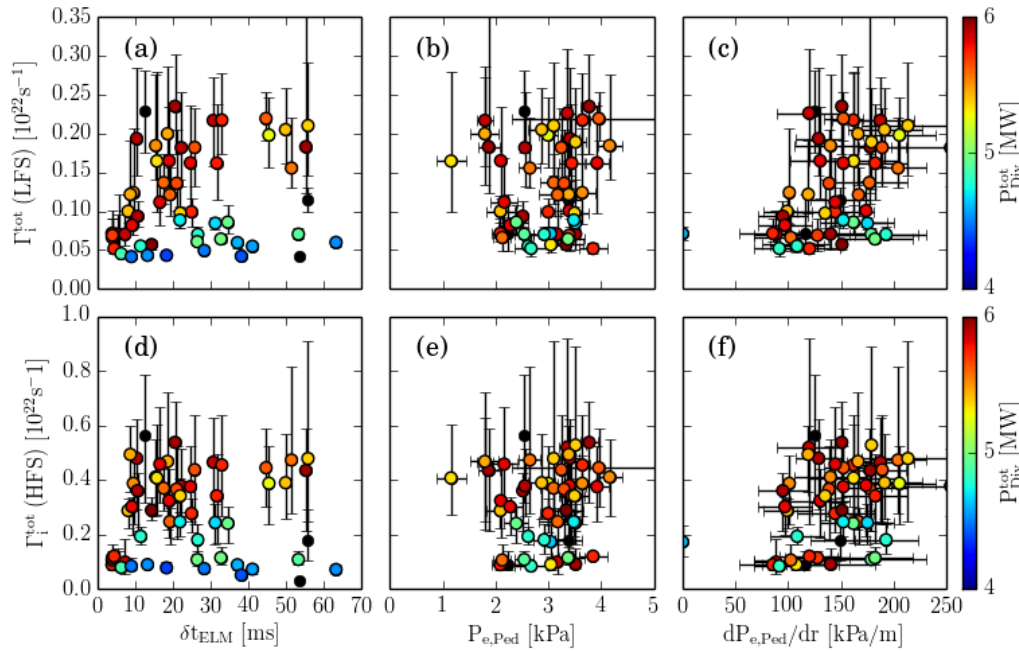 (a) (b) (c)
0.35
0.30
0.25
0.20
0.15
0.10
0.05
0.00
Γ_i^tot (LFS) [10^22 s^−1]
6
5
4
P_Div^tot [MW]
(d) (e) (f)
1.0
0.8
0.6
0.4
0.2
0.0
Γ_i^tot (HFS) [10^22 s^−1]
6
5
4
P_Div^tot [MW]
0 10 20 30 40 50 60 70 0 1 2 3 4 5 0 50 100 150 200 250
δt_ELM [ms] P_e,Ped [kPa] dP_e,Ped/dr [kPa/m]